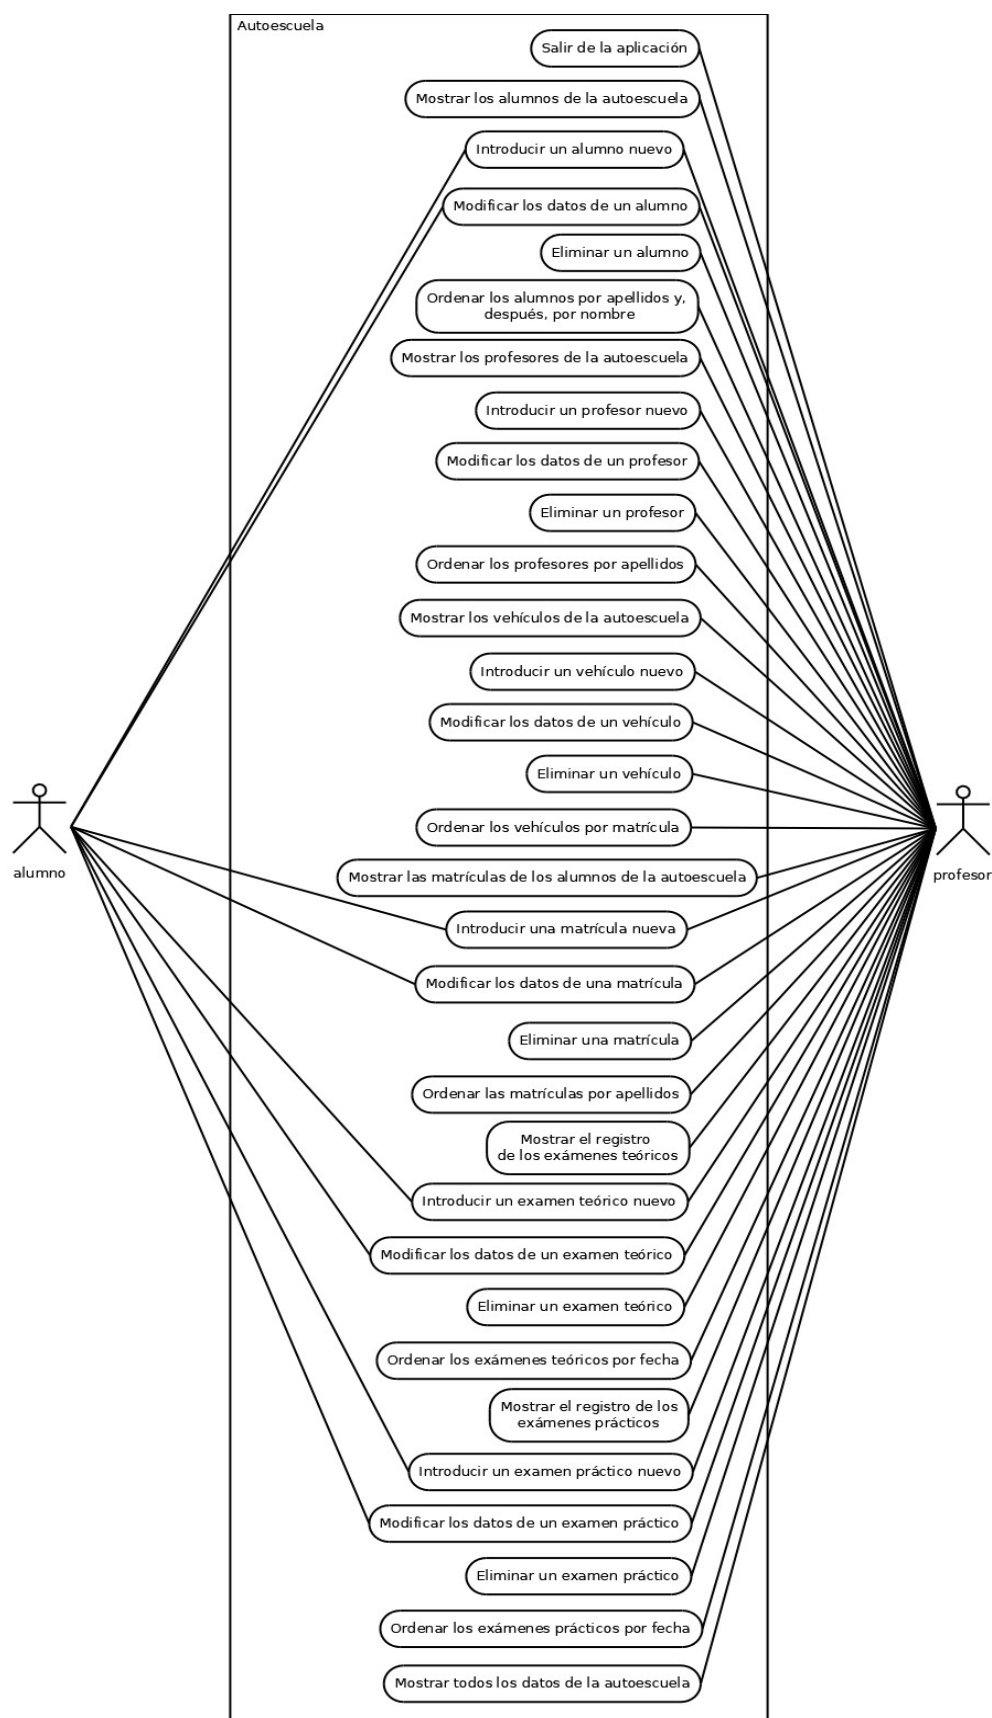 Autoescuela
Salir de la aplicación
Mostrar los alumnos de la autoescuela
Introducir un alumno nuevo
Modificar los datos de un alumno
Eliminar un alumno
Ordenar los alumnos por apellidos y,
después, por nombre
Mostrar los profesores de la autoescuela
Introducir un profesor nuevo
Modificar los datos de un profesor
Eliminar un profesor
Ordenar los profesores por apellidos
Mostrar los vehículos de la autoescuela
Introducir un vehículo nuevo
Modificar los datos de un vehículo
Eliminar un vehículo
Ordenar los vehículos por matrícula
alumno
profesor
Mostrar las matrículas de los alumnos de la autoescuela
Introducir una matrícula nueva
Modificar los datos de una matrícula
Eliminar una matrícula
Ordenar las matrículas por apellidos
Mostrar el registro
de los exámenes teóricos
Introducir un examen teórico nuevo
Modificar los datos de un examen teórico
Eliminar un examen teórico
Ordenar los exámenes teóricos por fecha
Mostrar el registro de los
exámenes prácticos
Introducir un examen práctico nuevo
Modificar los datos de un examen práctico
Eliminar un examen práctico
Ordenar los exámenes prácticos por fecha
Mostrar todos los datos de la autoescuela